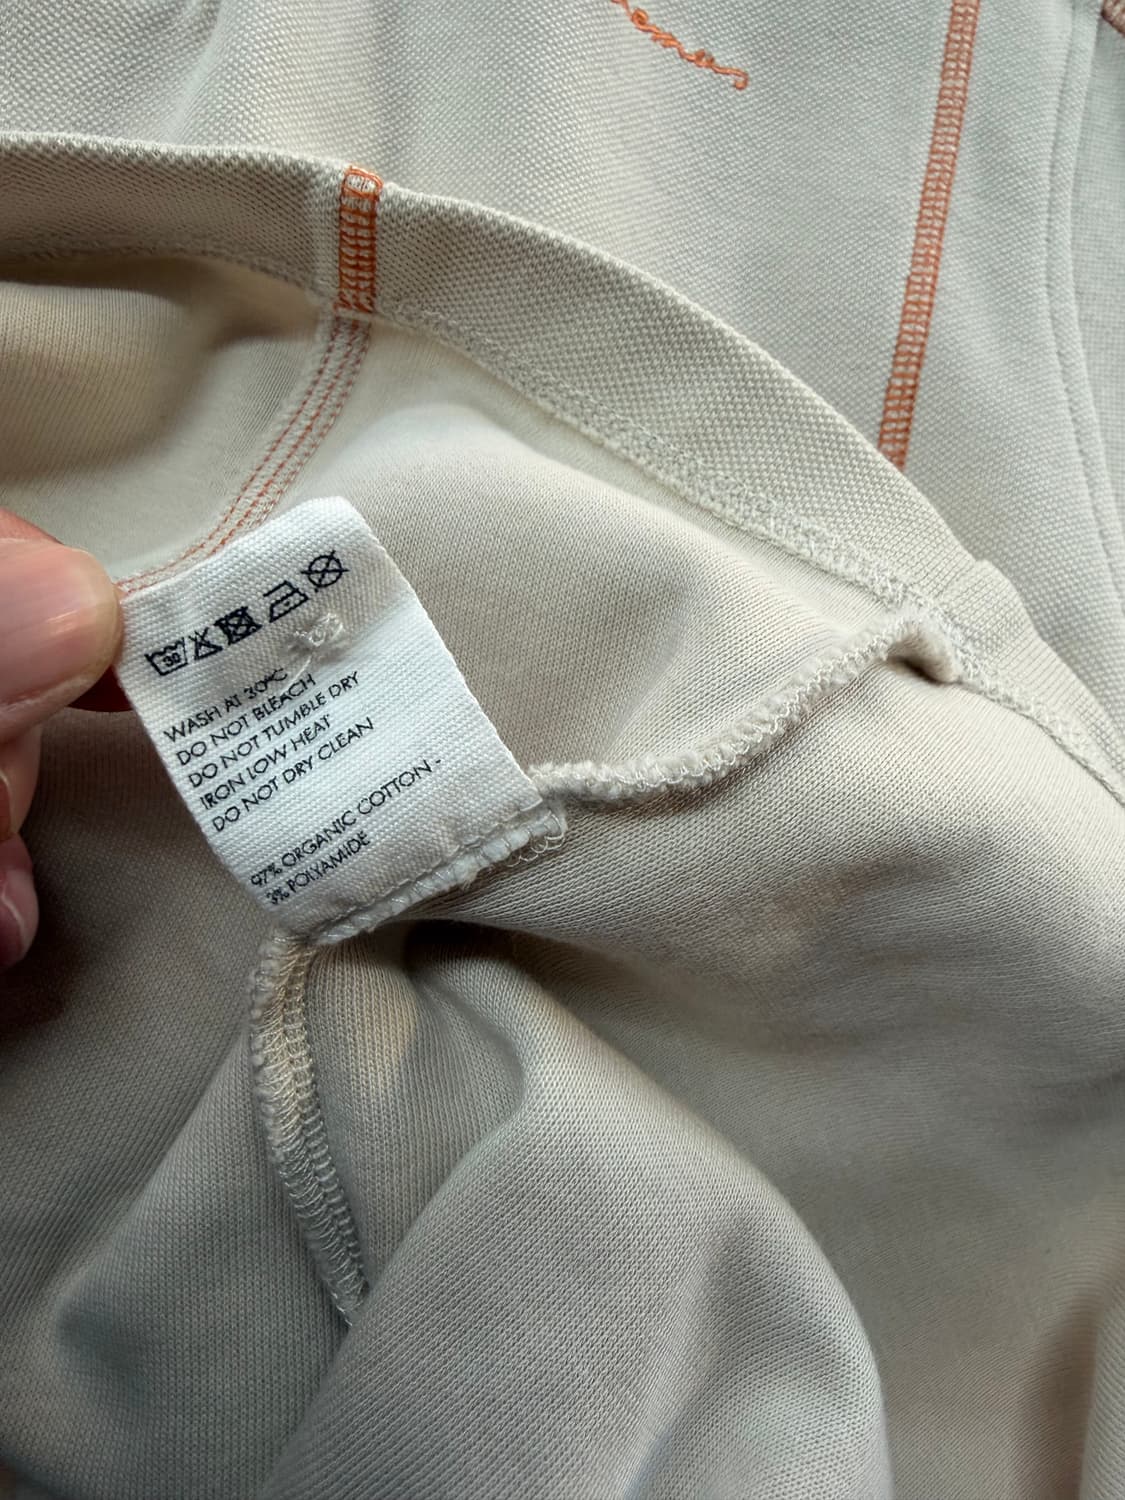 30
WASH AT 30°C
DO NOT BLEACH
DO NOT TUMBLE DRY
IRON LOW HEAT
DO NOT DRY CLEAN
97% ORGANIC COTTON -
3% POLYAMIDE